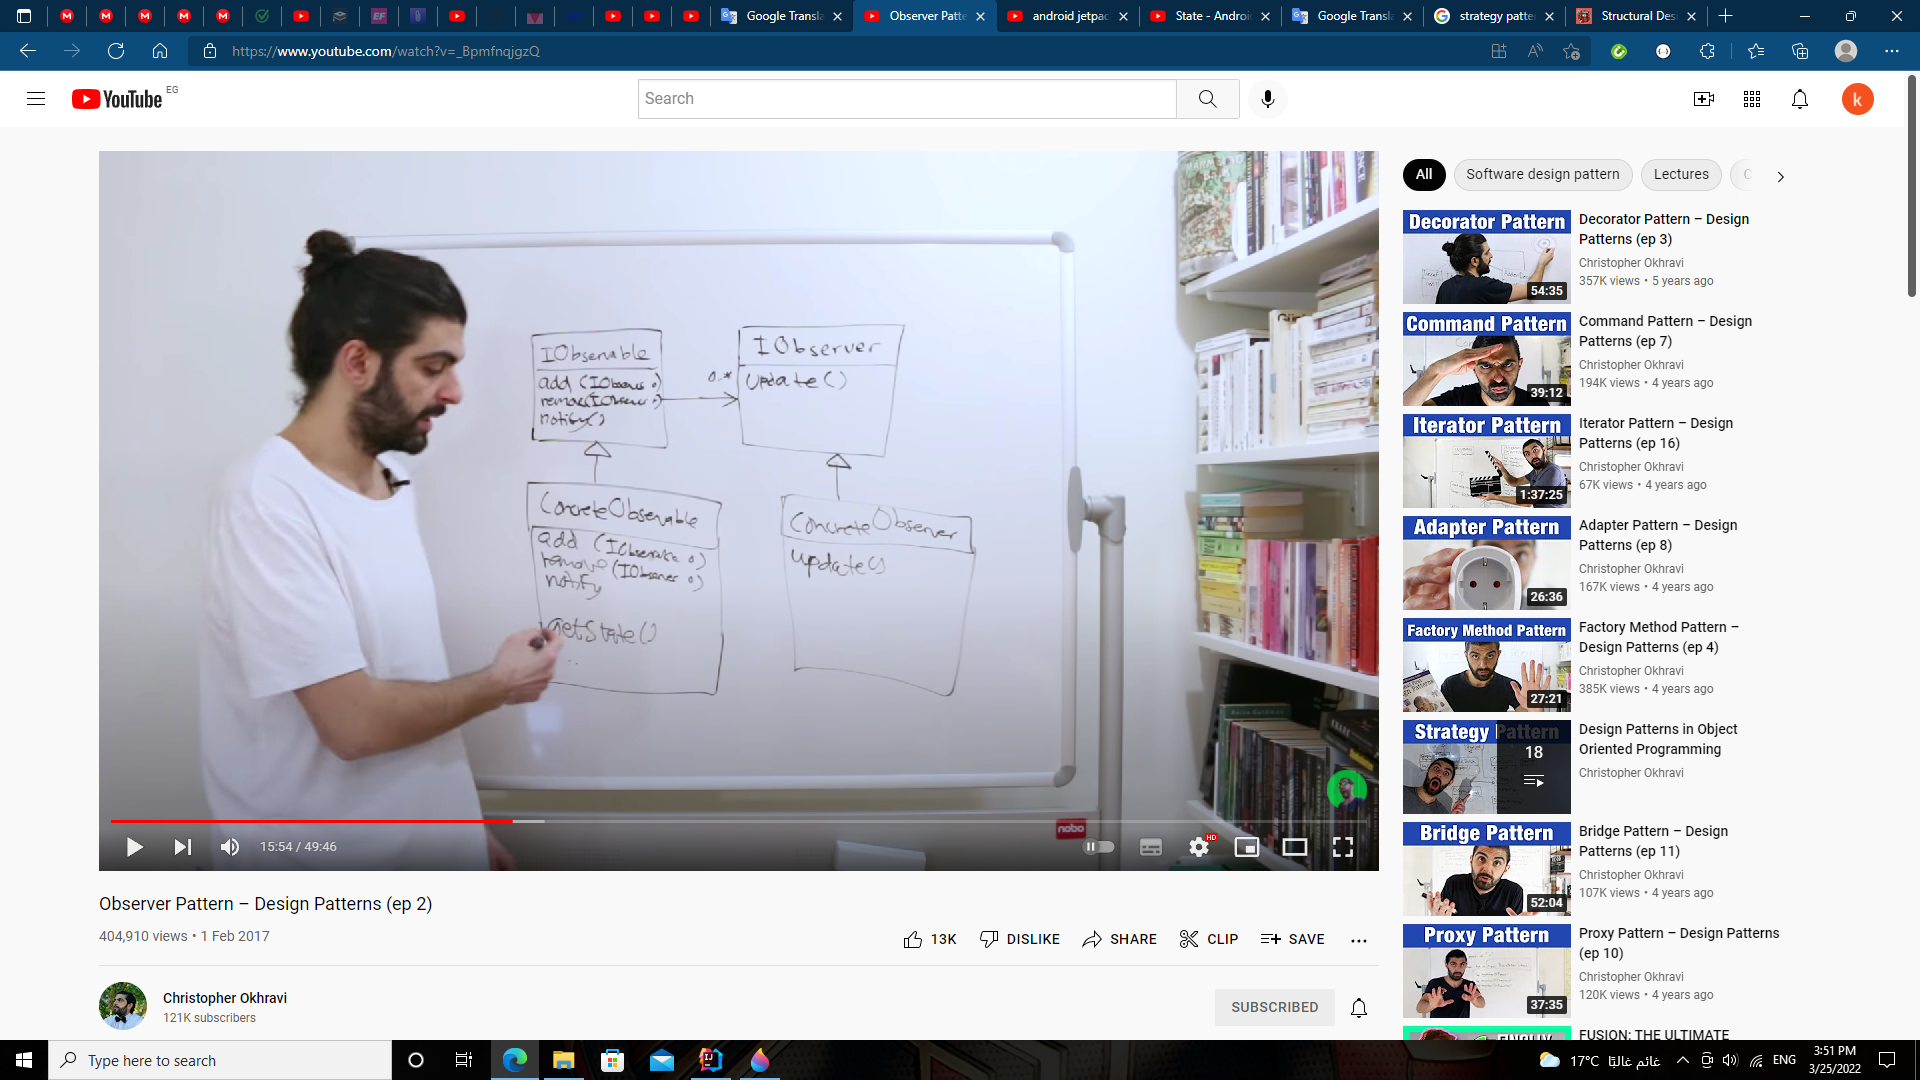 Google Transla
Observer Patte
android jetpac
State - Androi
Google Transla
strategy patte
Structural Des
https://www.youtube.com/watch?v=_BpmfnqjgzQ
YouTube EG
Search
k
IObservable
add (IObserver o)
remove(IObserver o)
notify()
0..*
IObserver
update()
ConcreteObservable
add (IObservable o)
remove (IObserver o)
notify
getState()
...
ConcreteObserver
update()
nobo
15:54 / 49:46
HD
Observer Pattern – Design Patterns (ep 2)
404,910 views • 1 Feb 2017
13K
DISLIKE
SHARE
CLIP
SAVE
Christopher Okhravi
121K subscribers
SUBSCRIBED
All
Software design pattern
Lectures
Decorator Pattern
54:35
Decorator Pattern – Design
Patterns (ep 3)
Christopher Okhravi
357K views • 5 years ago
Command Pattern
39:12
Command Pattern – Design
Patterns (ep 7)
Christopher Okhravi
194K views • 4 years ago
Iterator Pattern
1:37:25
Iterator Pattern – Design
Patterns (ep 16)
Christopher Okhravi
67K views • 4 years ago
Adapter Pattern
26:36
Adapter Pattern – Design
Patterns (ep 8)
Christopher Okhravi
167K views • 4 years ago
Factory Method Pattern
27:21
Factory Method Pattern –
Design Patterns (ep 4)
Christopher Okhravi
385K views • 4 years ago
Strategy Pattern
18
Design Patterns in Object
Oriented Programming
Christopher Okhravi
Bridge Pattern
52:04
Bridge Pattern – Design
Patterns (ep 11)
Christopher Okhravi
107K views • 4 years ago
Proxy Pattern
37:35
Proxy Pattern – Design Patterns
(ep 10)
Christopher Okhravi
120K views • 4 years ago
FUSION: THE ULTIMATE
Type here to search
17°C غائم غالبًا
ENG
3:51 PM
3/25/2022